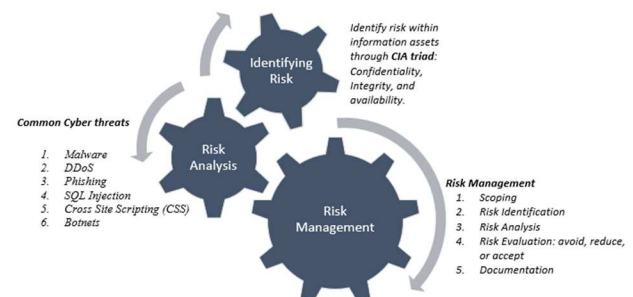 Identify risk within
information assets
through CIA triad:
Confidentiality,
Integrity, and
availability.
Identifying
Risk
Common Cyber threats
1. Malware
2. DDoS
3. Phishing
4. SQL Injection
5. Cross Site Scripting (CSS)
6. Botnets
Risk
Analysis
Risk
Management
Risk Management
1. Scoping
2. Risk Identification
3. Risk Analysis
4. Risk Evaluation: avoid, reduce,
or accept
5. Documentation